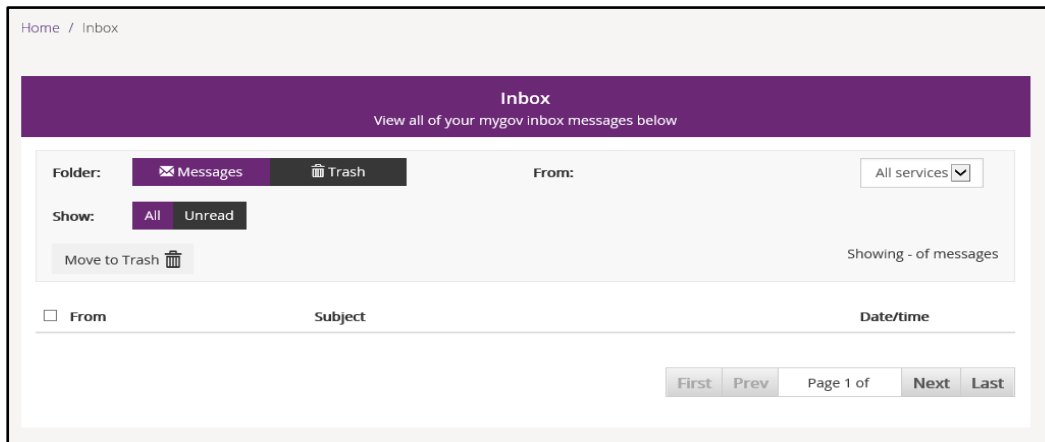 Home / Inbox
Inbox
View all of your mygov inbox messages below
Folder: Messages Trash From: All services
Show: All Unread
Move to Trash Showing - of messages
From Subject Date/time
First Prev Page 1 of Next Last